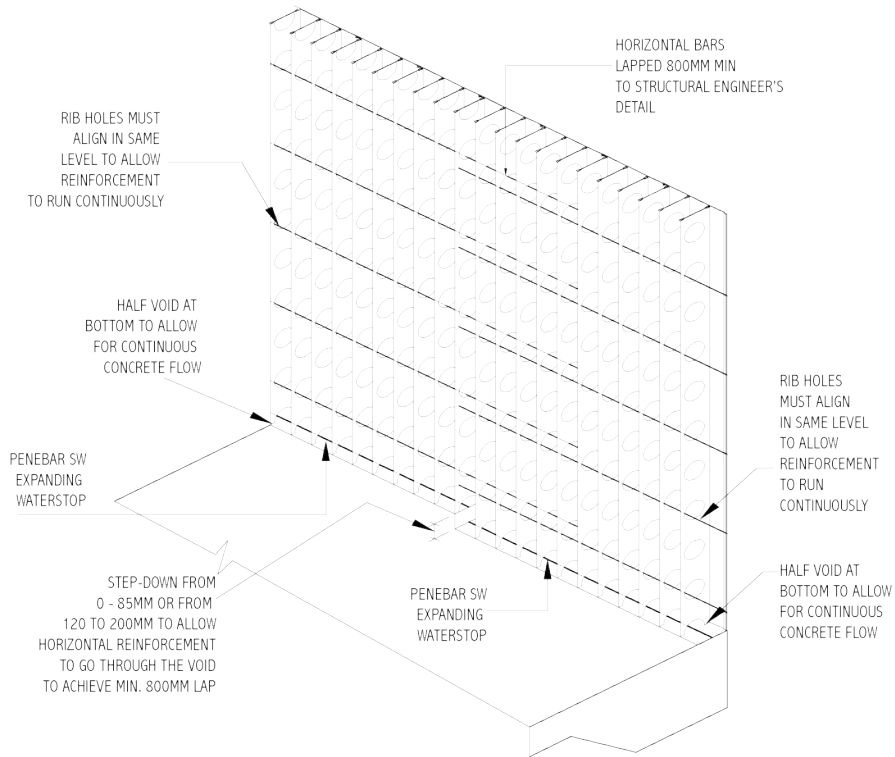 HORIZONTAL BARS
LAPPED 800MM MIN
TO STRUCTURAL ENGINEER'S
DETAIL
RIB HOLES MUST
ALIGN IN SAME
LEVEL TO ALLOW
REINFORCEMENT
TO RUN CONTINUOUSLY
HALF VOID AT
BOTTOM TO ALLOW
FOR CONTINUOUS
CONCRETE FLOW
PENEBAR SW
EXPANDING
WATERSTOP
STEP-DOWN FROM
0 - 85MM OR FROM
120 TO 200MM TO ALLOW
HORIZONTAL REINFORCEMENT
TO GO THROUGH THE VOID
TO ACHIEVE MIN. 800MM LAP
PENEBAR SW
EXPANDING
WATERSTOP
RIB HOLES
MUST ALIGN
IN SAME LEVEL
TO ALLOW
REINFORCEMENT
TO RUN
CONTINUOUSLY
HALF VOID AT
BOTTOM TO ALLOW
FOR CONTINUOUS
CONCRETE FLOW